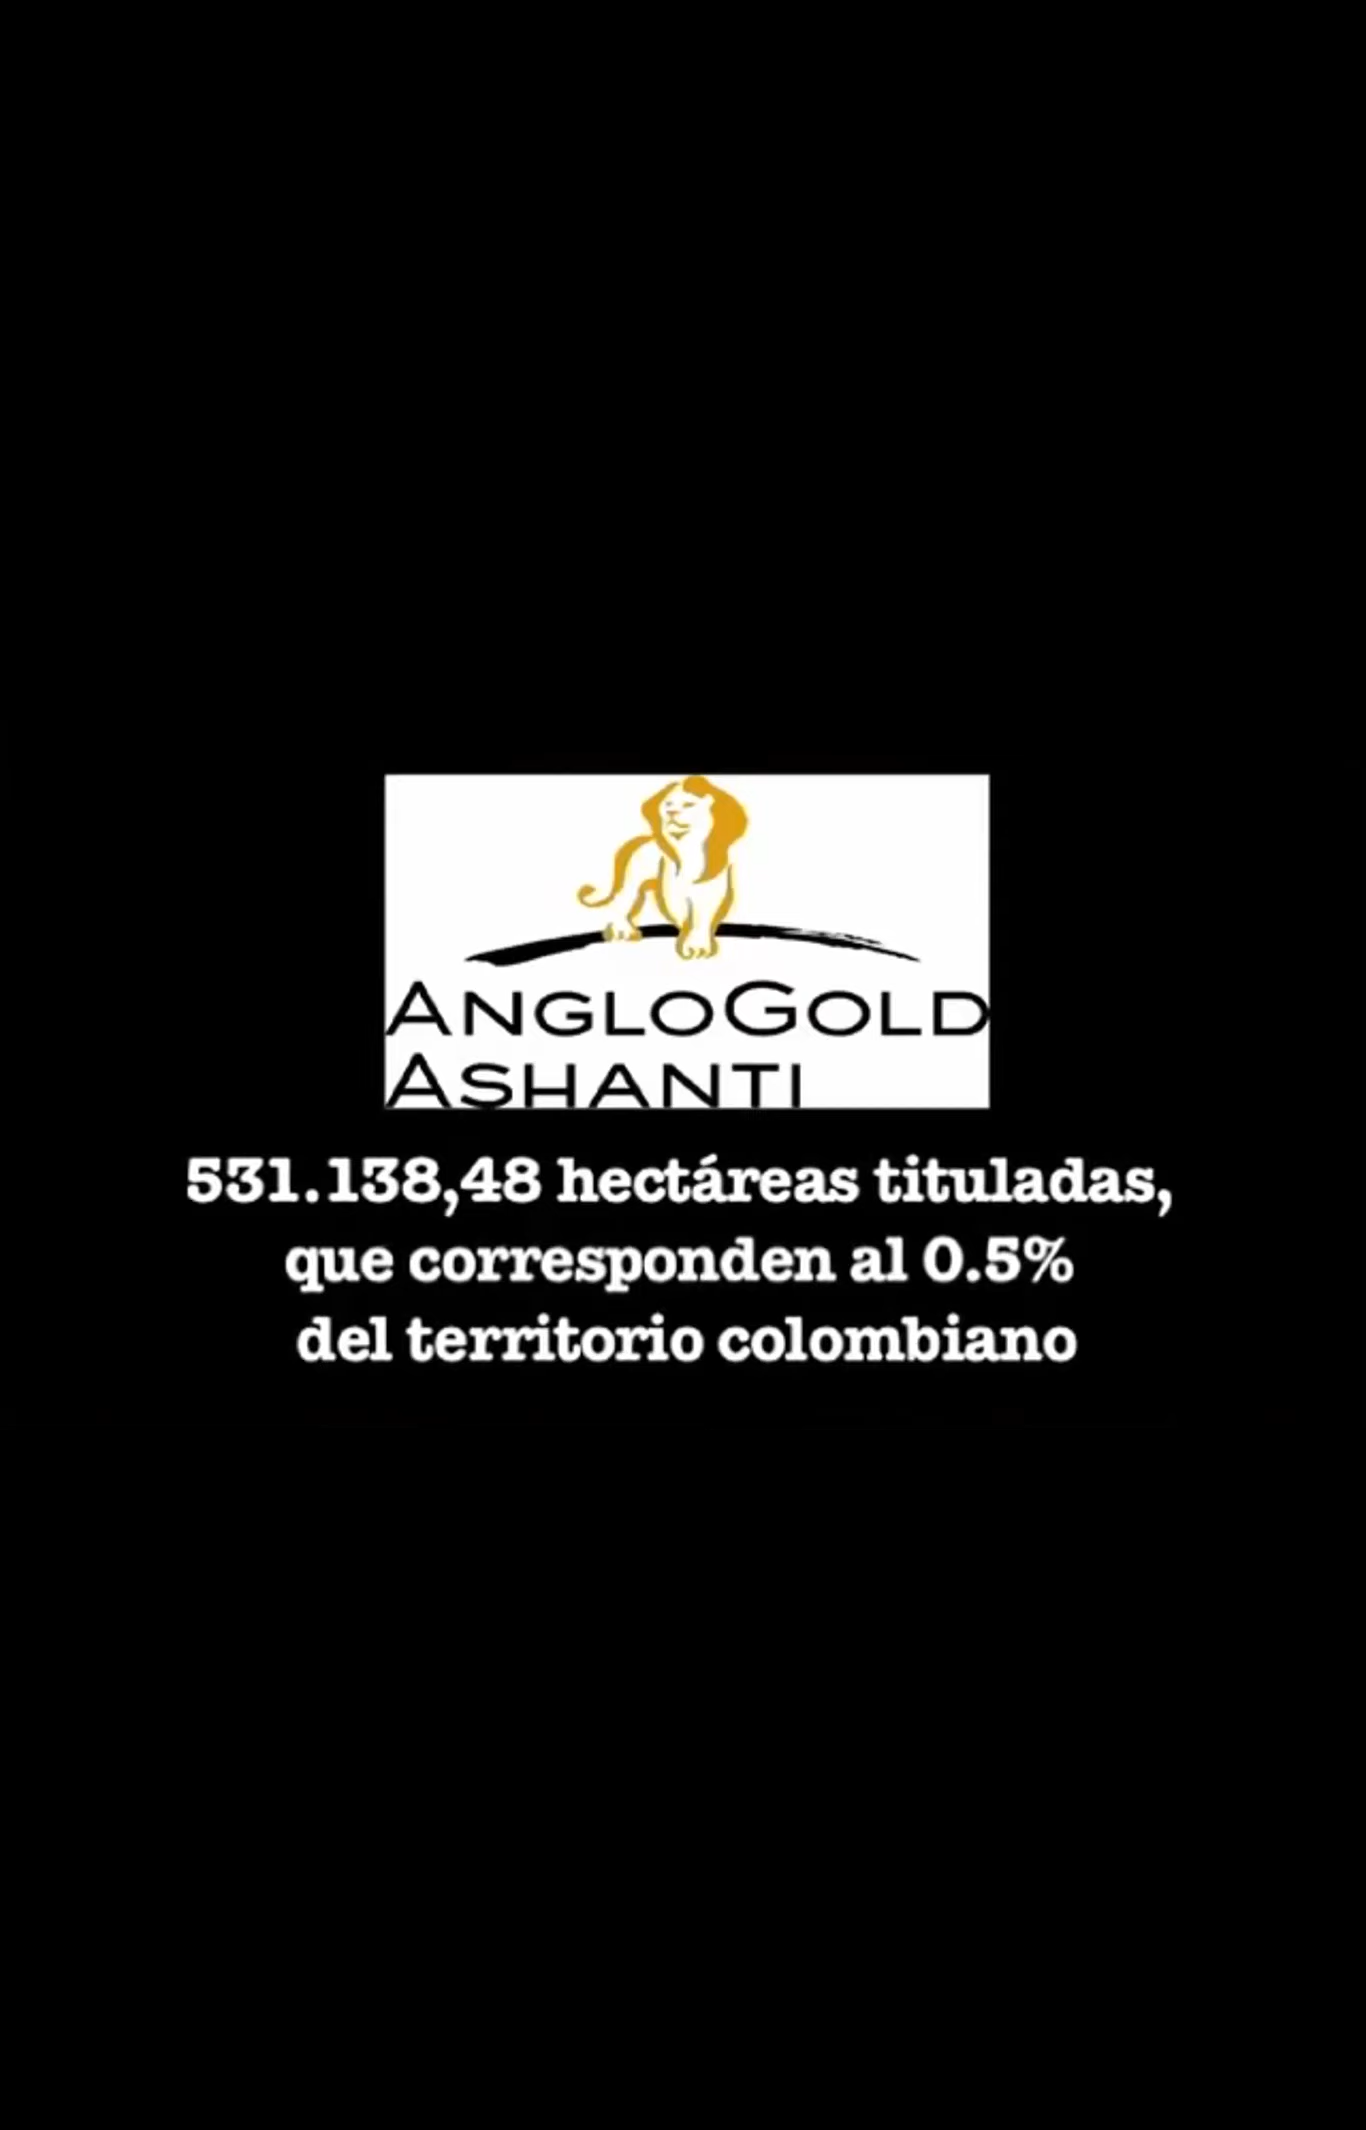 ANGLOGOLD
ASHANTI
531.138,48 hectáreas tituladas,
que corresponden al 0.5%
del territorio colombiano